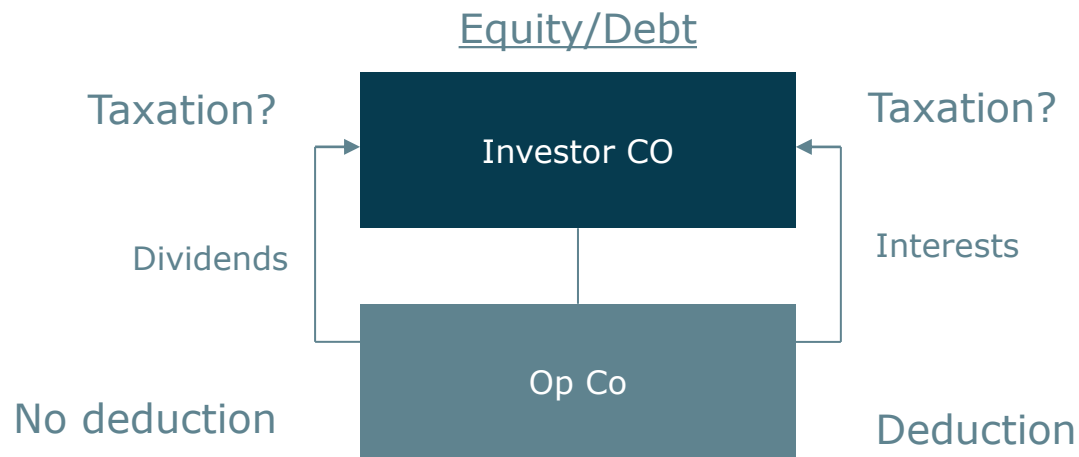 Equity/Debt
Taxation?
Taxation?
Investor CO
Dividends
Interests
Op Co
No deduction
Deduction